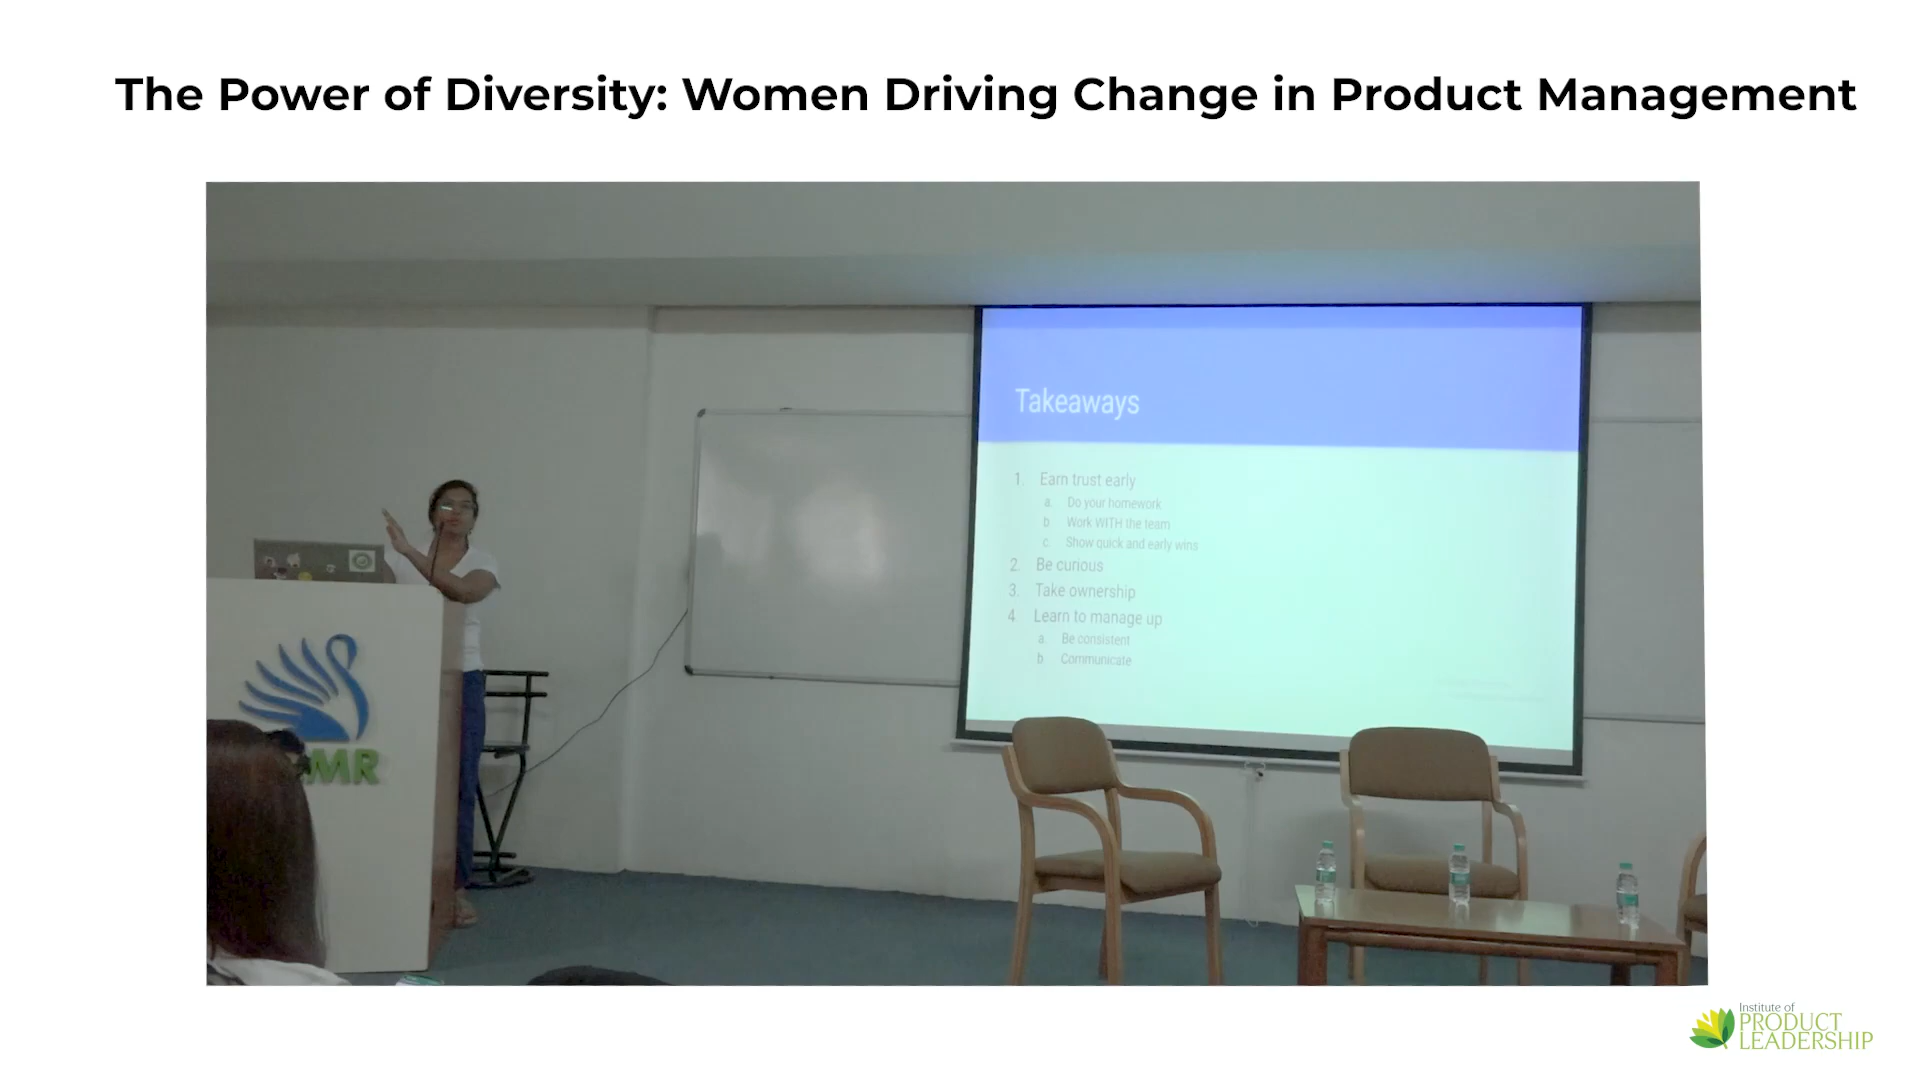 The Power of Diversity: Women Driving Change in Product Management
Takeaways
1. Earn trust early
a. Do your homework
b. Work WITH the team
c. Show quick and early wins
2. Be curious
3. Take ownership
4. Learn to manage up
a. Be consistent
b. Communicate
MR
Institute of
PRODUCT
LEADERSHIP